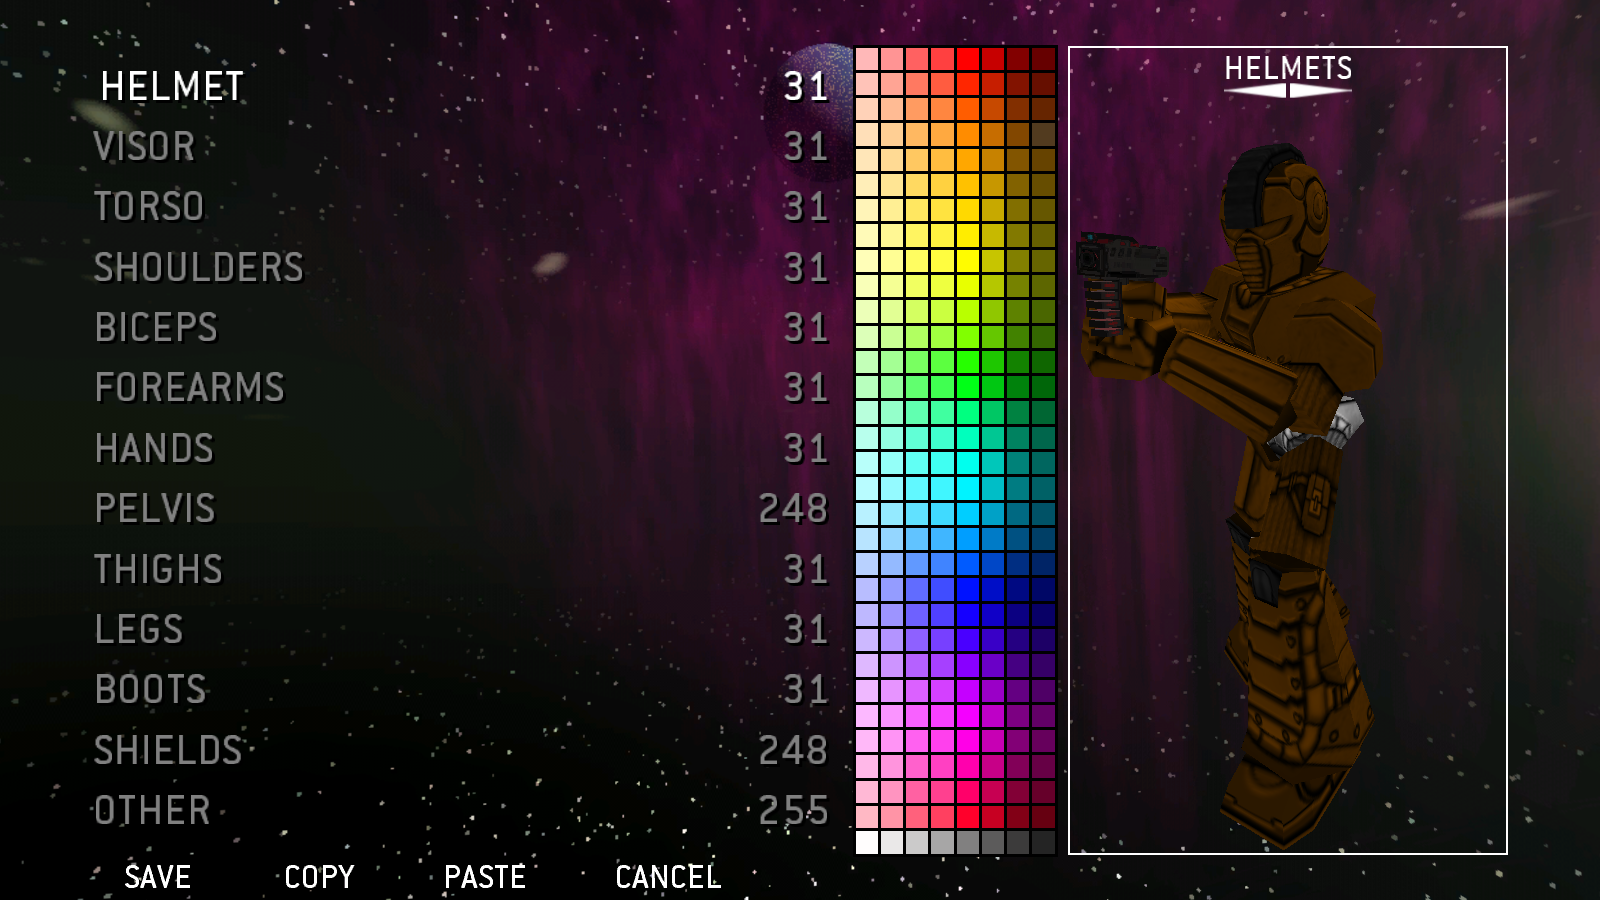 HELMET 31
VISOR 31
TORSO 31
SHOULDERS 31
BICEPS 31
FOREARMS 31
HANDS 31
PELVIS 248
THIGHS 31
LEGS 31
BOOTS 31
SHIELDS 248
OTHER 255
SAVE COPY PASTE CANCEL
HELMETS